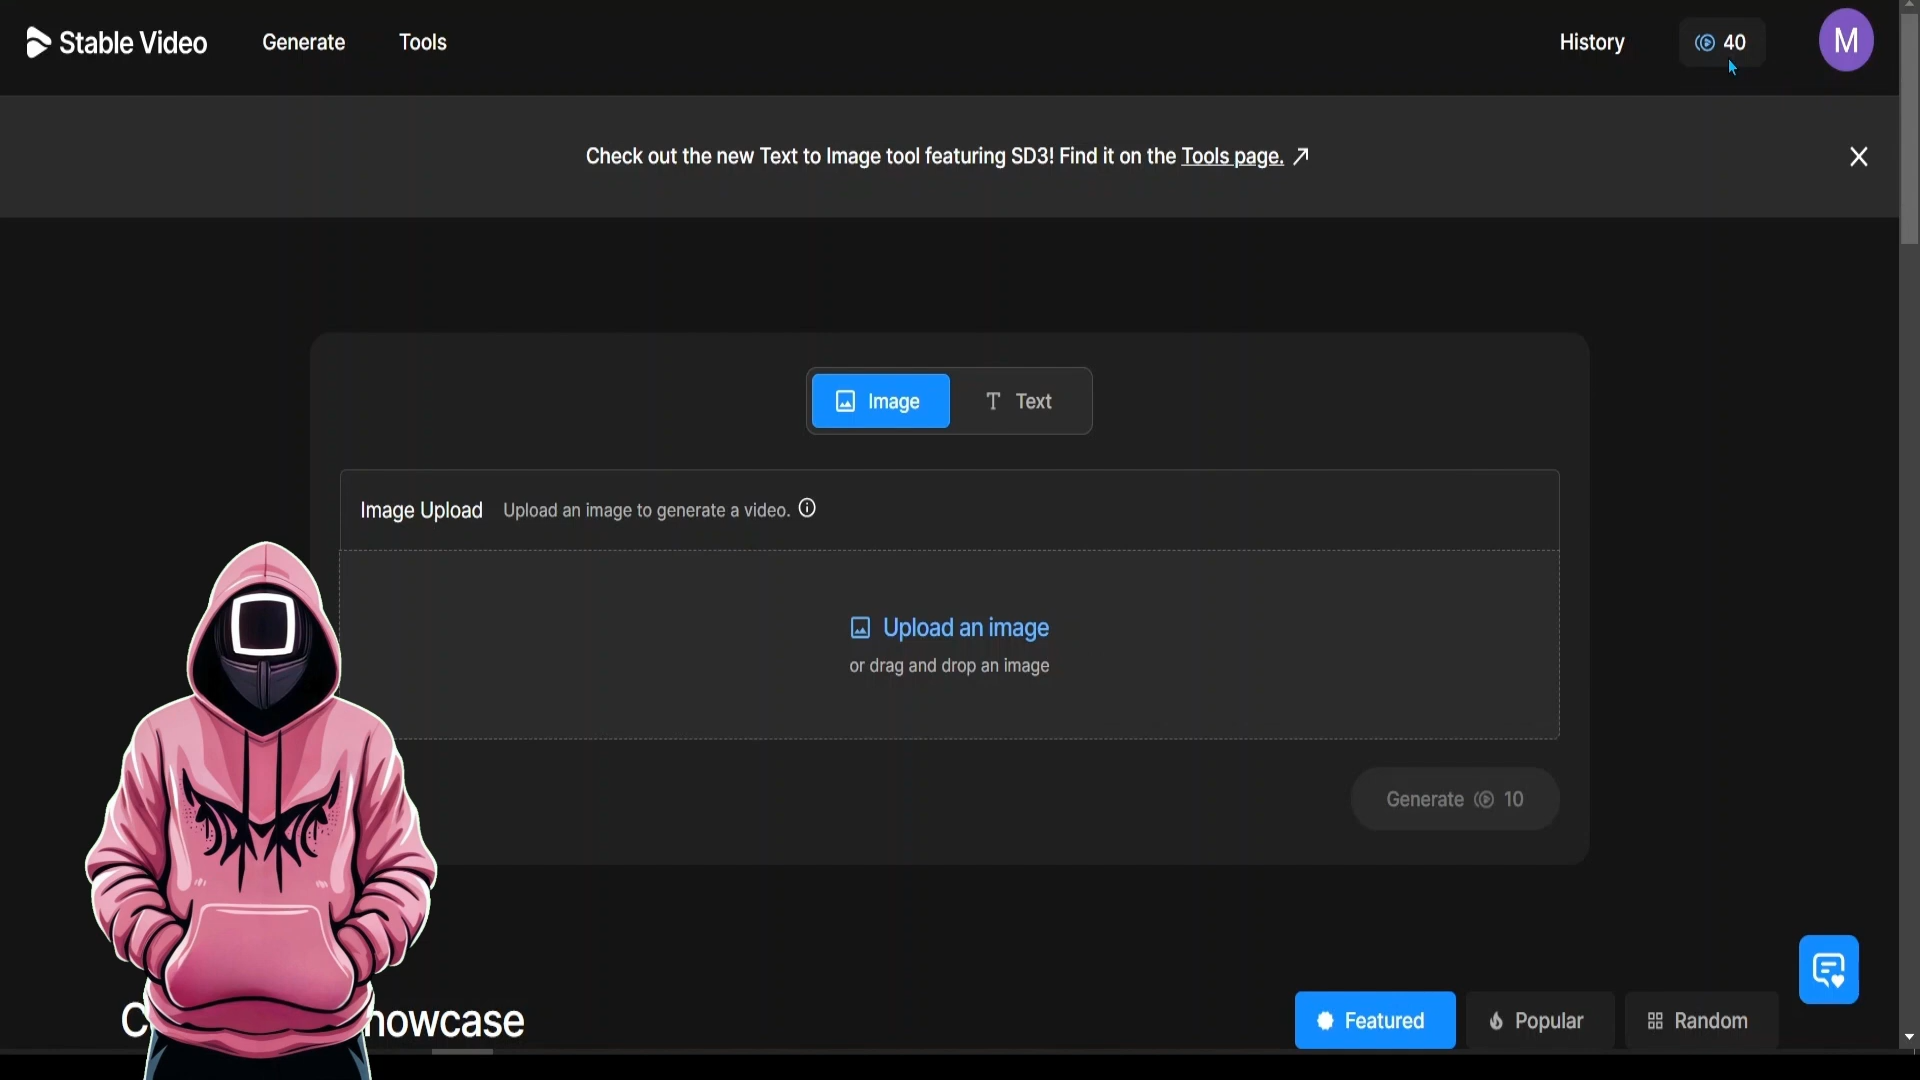 Stable Video
Generate
Tools
History
40
M
Check out the new Text to Image tool featuring SD3! Find it on the Tools page.
Image
Text
Image Upload
Upload an image to generate a video.
Upload an image
or drag and drop an image
Generate 10
Featured
Popular
Random